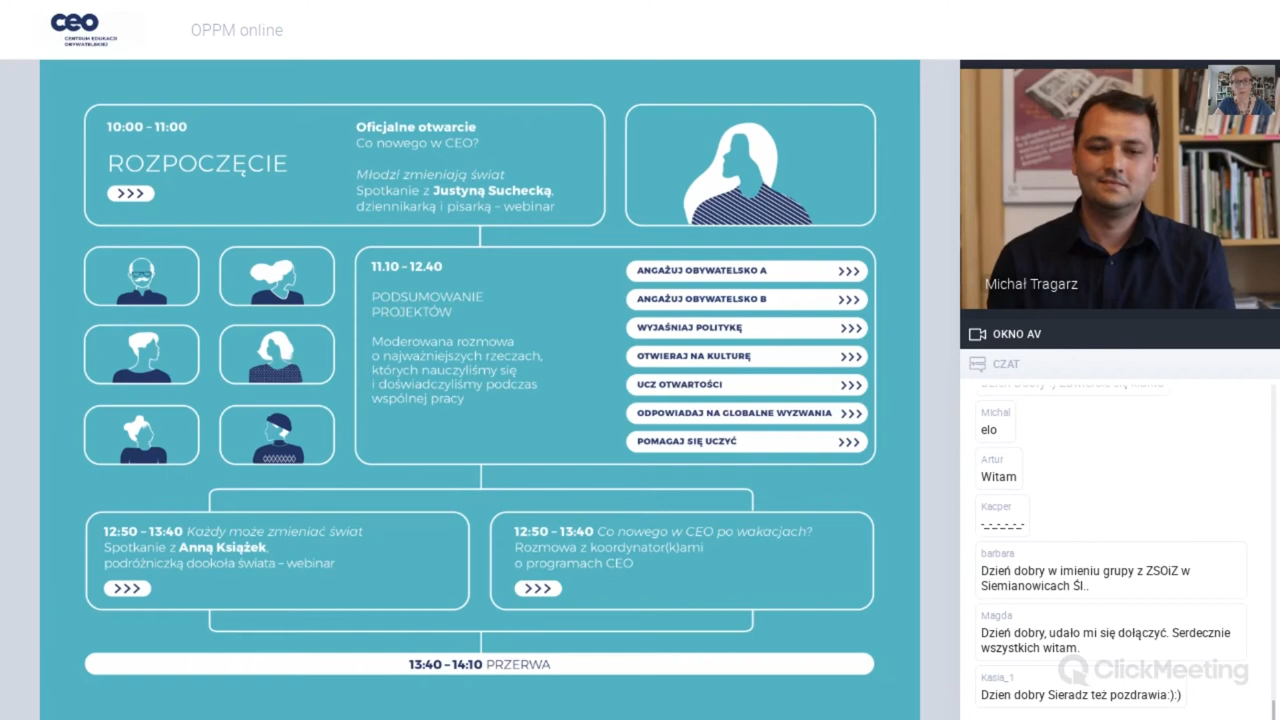 ceo
CENTRUM EDUKACJI
OBYWATELSKIEJ
OPPM online
10:00 – 11:00
ROZPOCZĘCIE
>>>
Oficjalne otwarcie
Co nowego w CEO?
Młodzi zmieniają świat
Spotkanie z Justyną Suchecką,
dziennikarką i pisarką – webinar
11.10 – 12.40
PODSUMOWANIE
PROJEKTÓW
Moderowana rozmowa
o najważniejszych rzeczach,
których nauczyliśmy się
i doświadczyliśmy podczas
wspólnej pracy
ANGAŻUJ OBYWATELSKO A >>>
ANGAŻUJ OBYWATELSKO B >>>
WYJAŚNIAJ POLITYKĘ >>>
OTWIERAJ NA KULTURĘ >>>
UCZ OTWARTOŚCI >>>
ODPOWIADAJ NA GLOBALNE WYZWANIA >>>
POMAGAJ SIĘ UCZYĆ >>>
12:50 – 13:40 Każdy może zmieniać świat
Spotkanie z Anną Książek,
podróżniczką dookoła świata – webinar
>>>
12:50 – 13:40 Co nowego w CEO po wakacjach?
Rozmowa z koordynator(k)ami
o programach CEO
>>>
13:40 – 14:10 PRZERWA
Michał Tragarz
OKNO AV
CZAT
Michal
elo
Artur
Witam
Kacper
-_-_-_-_-_-
barbara
Dzień dobry w imieniu grupy z ZSOiZ w
Siemianowicach Śl..
Magda
Dzień dobry, udało mi się dołączyć. Serdecznie
wszystkich witam.
ClickMeeting
Kasia_1
Dzien dobry Sieradz też pozdrawia:):)